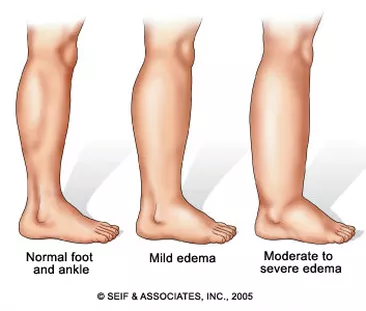 Normal foot
and ankle
Mild edema
Moderate to
severe edema
© SEIF & ASSOCIATES, INC., 2005